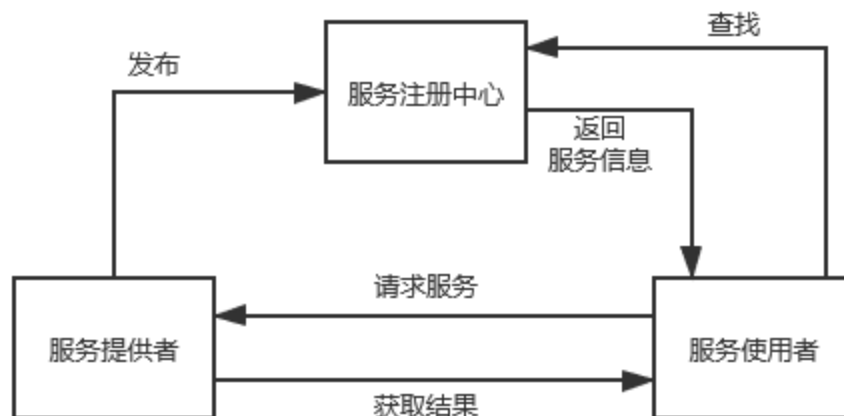 查找
发布
服务注册中心
返回
服务信息
请求服务
服务提供者
服务使用者
获取结果